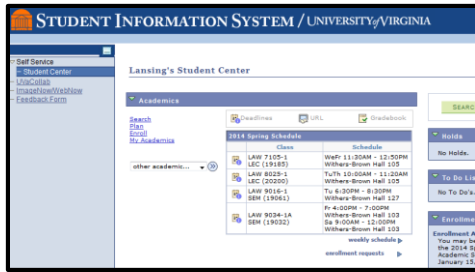 STUDENT INFORMATION SYSTEM / UNIVERSITY of VIRGINIA
Self Service
Student Center
UVaCollab
ImageNow/WebNow
Feedback Form
Lansing's Student Center
Academics
Search
Plan
Enroll
My Academics
other academic...
Deadlines
URL
Gradebook
2014 Spring Schedule
Class
Schedule
LAW 7105-1
LEC (19185)
WeFr 11:30AM - 12:50PM
Withers-Brown Hall 105
LAW 8025-1
LEC (20200)
TuTh 10:00AM - 11:20AM
Withers-Brown Hall 105
LAW 9016-1
SEM (19061)
Tu 6:30PM - 8:30PM
Withers-Brown Hall 127
LAW 9034-1A
SEM (19032)
Fr 4:00PM - 7:00PM
Withers-Brown Hall 103
Sa 9:00AM - 12:00PM
Withers-Brown Hall 103
weekly schedule
enrollment requests
SEARC
Holds
No Holds.
To Do Lis
No To Do's.
Enrollme
Enrollment A
You may be
the 2014 Sp
Academic S
January 15,